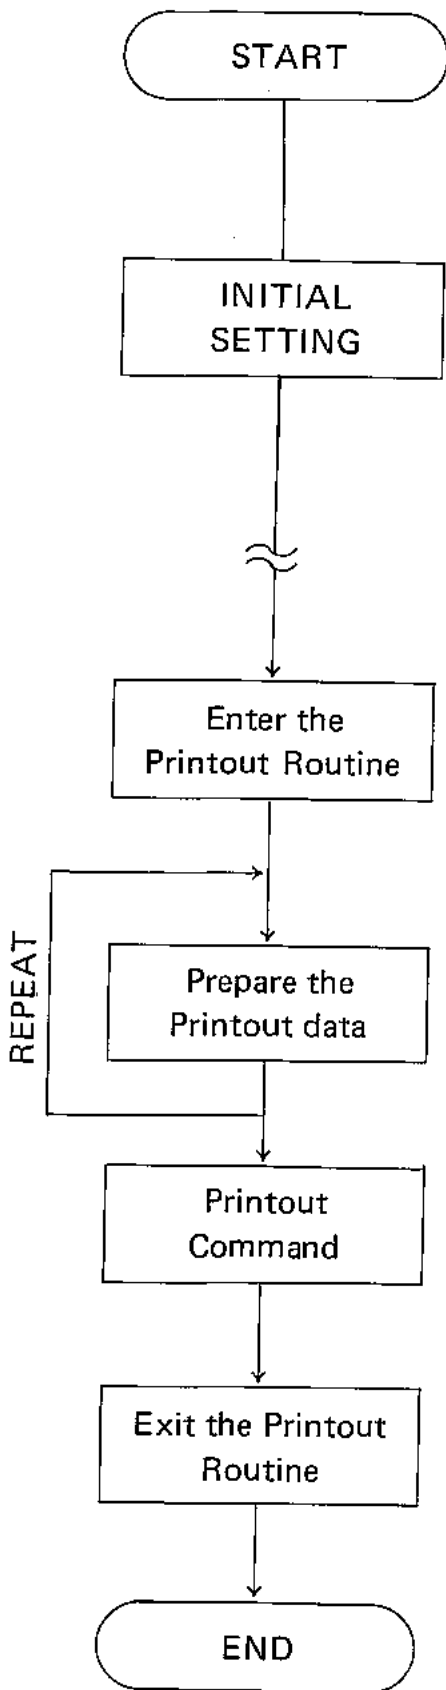 START
INITIAL
SETTING
Enter the
Printout Routine
REPEAT
Prepare the
Printout data
Printout
Command
Exit the Printout
Routine
END